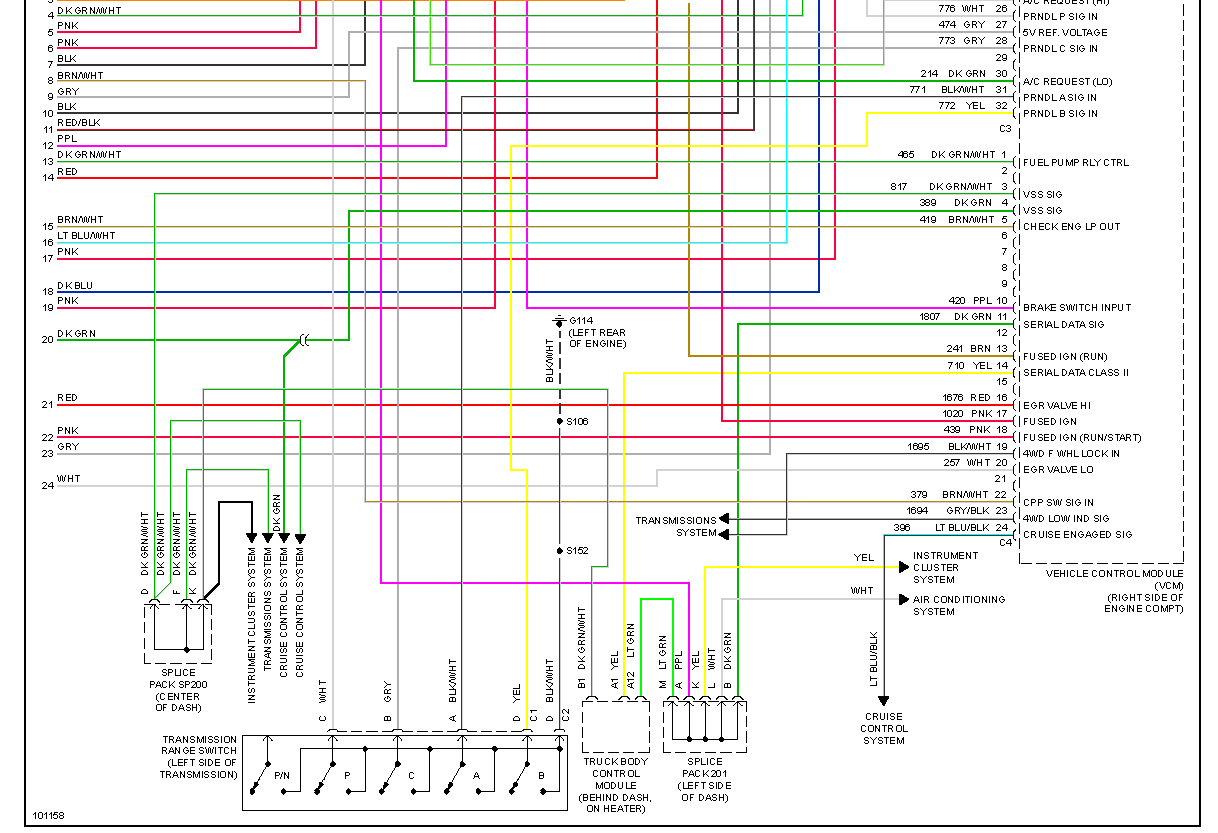 3
4 DK GRN/WHT
5 PNK
6 PNK
7 BLK
8 BRN/WHT
9 GRY
10 BLK
11 RED/BLK
12 PPL
13 DK GRN/WHT
14 RED
15 BRN/WHT
16 LT BLU/WHT
17 PNK
18 DK BLU
19 PNK
20 DK GRN
21 RED
22 PNK
23 GRY
24 WHT
A/C REQUEST (HI)
776 WHT 26 PRNDL P SIG IN
474 GRY 27 5V REF. VOLTAGE
773 GRY 28 PRNDL C SIG IN
29
214 DK GRN 30 A/C REQUEST (LO)
771 BLK/WHT 31 PRNDL A SIG IN
772 YEL 32 PRNDL B SIG IN
C3
465 DK GRN/WHT 1 FUEL PUMP RLY CTRL
2
817 DK GRN/WHT 3 VSS SIG
389 DK GRN 4 VSS SIG
419 BRN/WHT 5 CHECK ENG LP OUT
6
7
8
9
420 PPL 10 BRAKE SWITCH INPUT
1807 DK GRN 11 SERIAL DATA SIG
12
241 BRN 13 FUSED IGN (RUN)
710 YEL 14 SERIAL DATA CLASS II
15
1676 RED 16 EGR VALVE HI
1020 PNK 17 FUSED IGN
439 PNK 18 FUSED IGN (RUN/START)
1695 BLK/WHT 19 4WD F WHL LOCK IN
257 WHT 20 EGR VALVE LO
21
379 BRN/WHT 22 CPP SW SIG IN
1694 GRY/BLK 23 4WD LOW IND SIG
396 LT BLU/BLK 24 CRUISE ENGAGED SIG
C4
VEHICLE CONTROL MODULE
(VCM)
(RIGHT SIDE OF
ENGINE COMPT)
G114
(LEFT REAR
OF ENGINE)
BLK/WHT
S106
S152
TRANSMISSIONS
SYSTEM
YEL
INSTRUMENT
CLUSTER
SYSTEM
WHT
AIR CONDITIONING
SYSTEM
LT BLU/BLK
CRUISE
CONTROL
SYSTEM
D DK GRN/WHT
DK GRN/WHT
F DK GRN/WHT
K DK GRN/WHT
DK GRN
INSTRUMENT CLUSTER SYSTEM
TRANSMISSIONS SYSTEM
CRUISE CONTROL SYSTEM
CRUISE CONTROL SYSTEM
SPLICE
PACK SP200
(CENTER
OF DASH)
C WHT
B GRY
A BLK/WHT
D YEL
C1
D BLK/WHT
C2
TRANSMISSION
RANGE SWITCH
(LEFT SIDE OF
TRANSMISSION)
P/N
P
C
A
B
B1 DK GRN/WHT
A1 YEL
A12 LT GRN
TRUCK BODY
CONTROL
MODULE
(BEHIND DASH,
ON HEATER)
M LT GRN
A PPL
K YEL
L WHT
B DK GRN
SPLICE
PACK 201
(LEFT SIDE
OF DASH)
101158